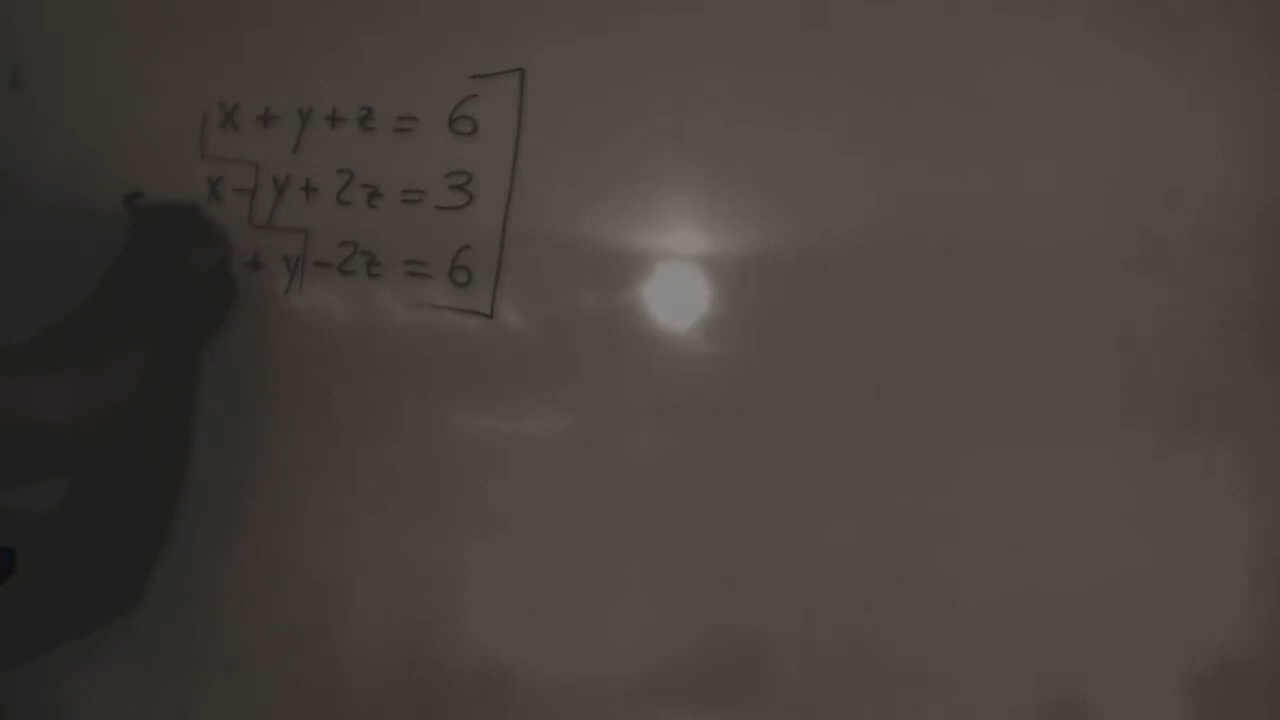 x + y + z = 6
x - y + 2z = 3
+ y - 2z = 6